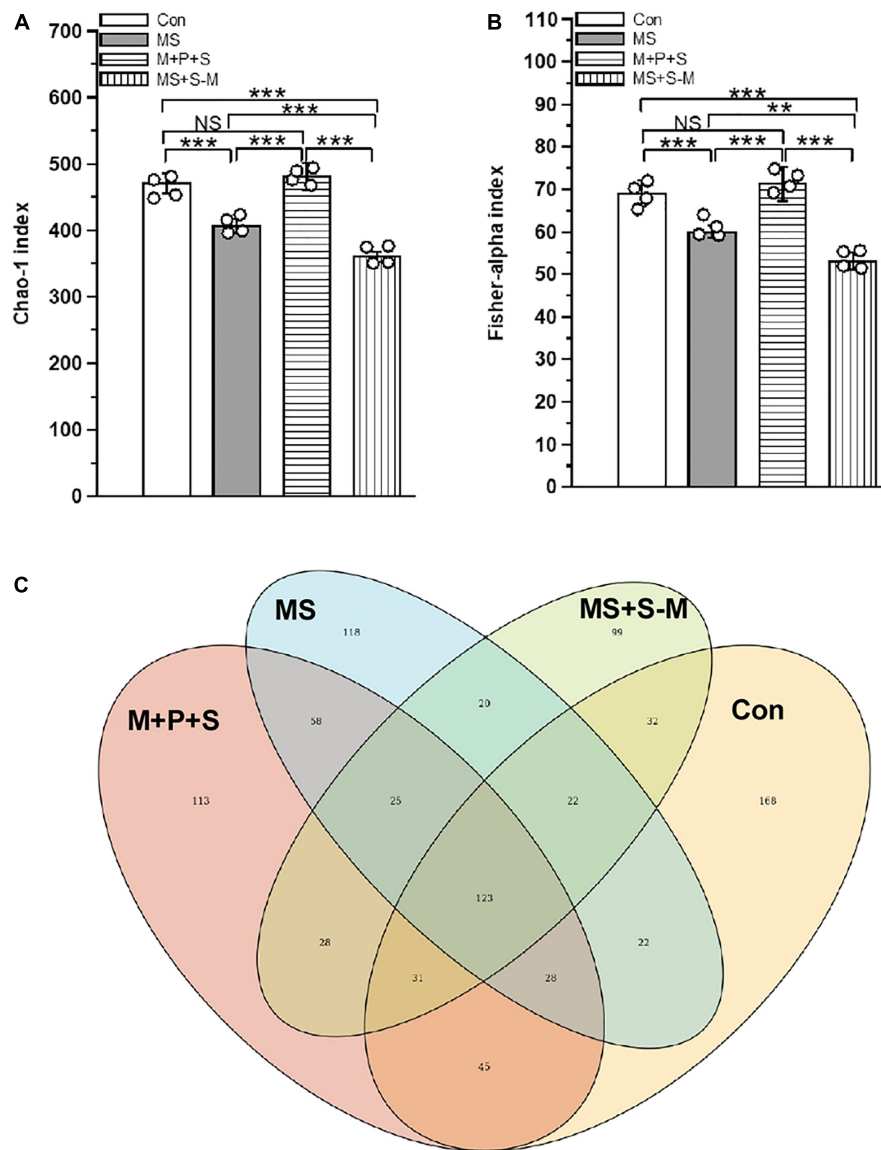 A
Con
MS
M+P+S
MS+S-M
700
600
500
400
300
200
100
0
Chao-1 index
***
***
NS
*** *** ***
B
Con
MS
M+P+S
MS+S-M
110
100
90
80
70
60
50
40
30
20
10
0
Fisher-alpha index
***
**
NS
*** *** ***
C
MS
MS+S-M
118
99
M+P+S
Con
20
58
32
113
25
22
168
123
28
22
31
28
45